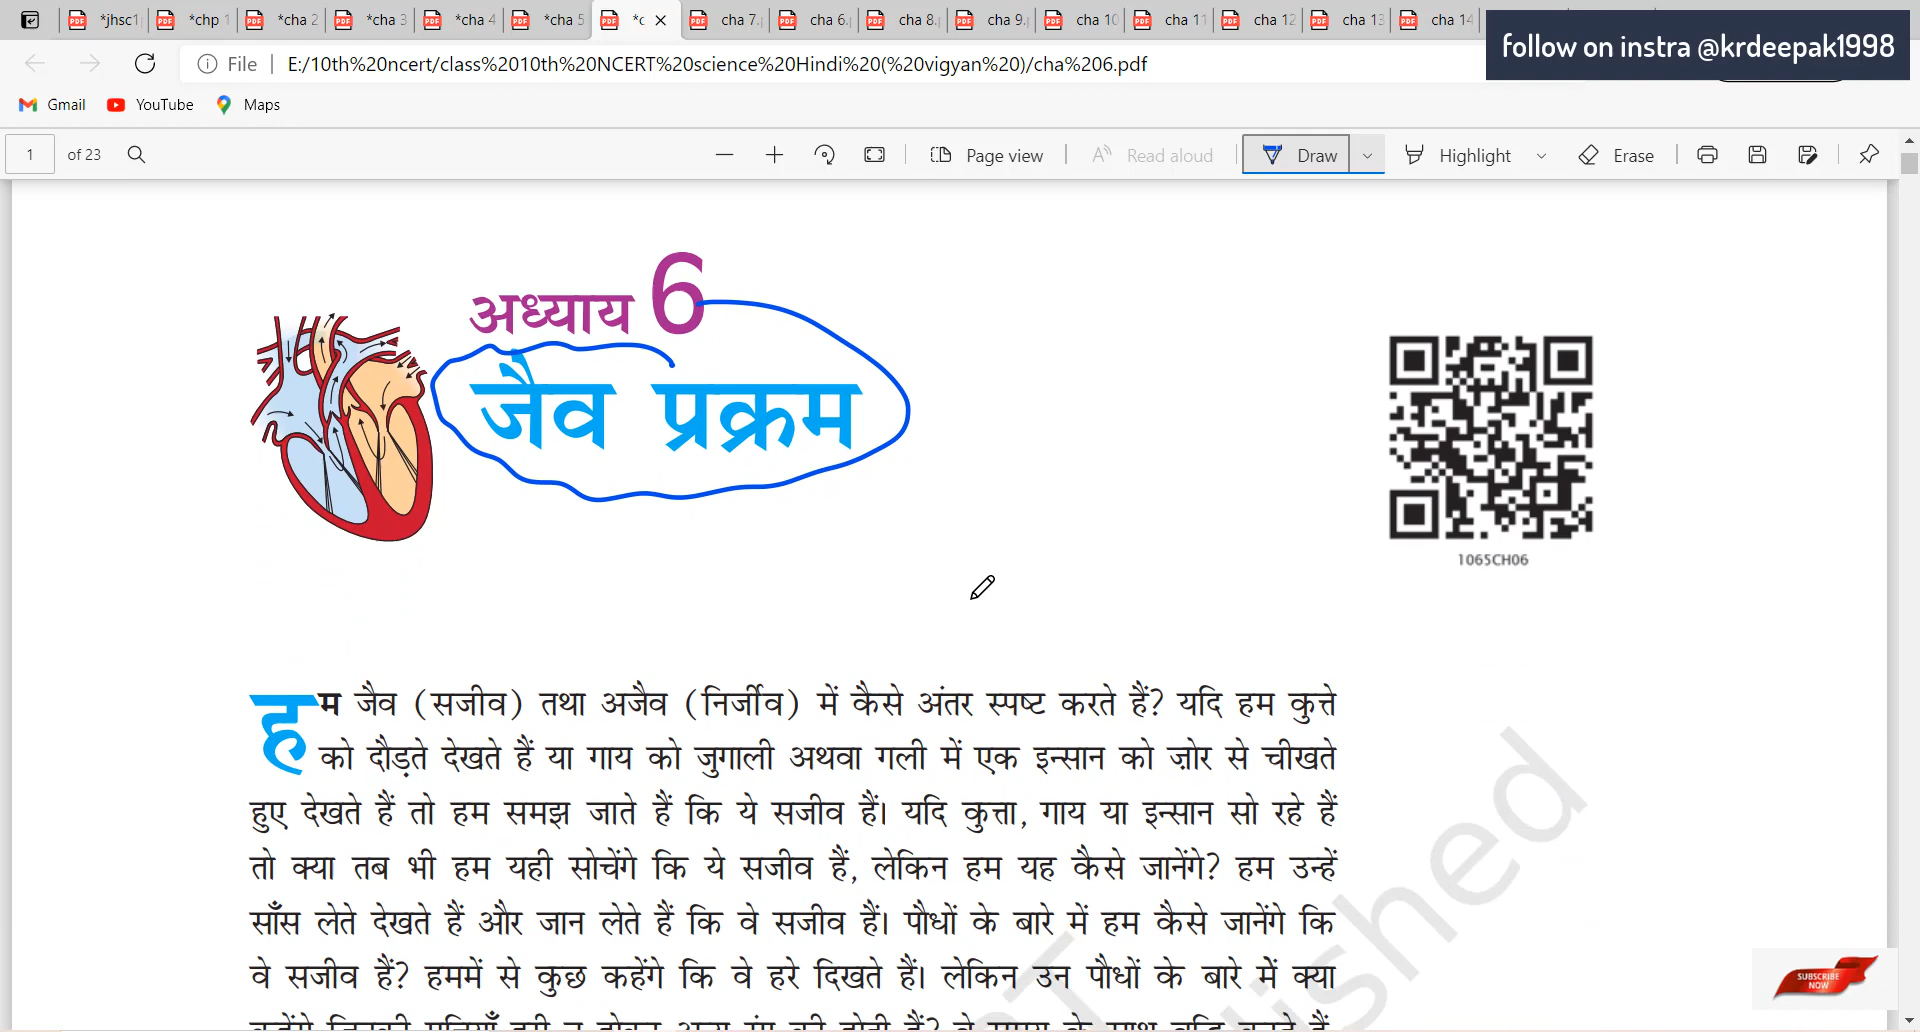 *jhsc1
*chp 1
*cha 2
*cha 3
*cha 4
*cha 5
*c
cha 7.
cha 6.
cha 8.
cha 9.
cha 10
cha 11
cha 12
cha 13
cha 14
follow on instra @krdeepak1998
File
E:/10th%20ncert/class%2010th%20NCERT%20science%20Hindi%20(%20vigyan%20)/cha%206.pdf
Gmail
YouTube
Maps
1 of 23
Page view
Read aloud
Draw
Highlight
Erase
अध्याय 6
जैव प्रक्रम
1065CH06
हम जैव (सजीव) तथा अजैव (निर्जीव) में कैसे अंतर स्पष्ट करते हैं? यदि हम कुत्ते
को दौड़ते देखते हैं या गाय को जुगाली अथवा गली में एक इन्सान को ज़ोर से चीखते
हुए देखते हैं तो हम समझ जाते हैं कि ये सजीव हैं। यदि कुत्ता, गाय या इन्सान सो रहे हैं
तो क्या तब भी हम यही सोचेंगे कि ये सजीव हैं, लेकिन हम यह कैसे जानेंगे? हम उन्हें
साँस लेते देखते हैं और जान लेते हैं कि वे सजीव हैं। पौधों के बारे में हम कैसे जानेंगे कि
वे सजीव हैं? हममें से कुछ कहेंगे कि वे हरे दिखते हैं। लेकिन उन पौधों के बारे में क्या
SUBSCRIBE
NOW